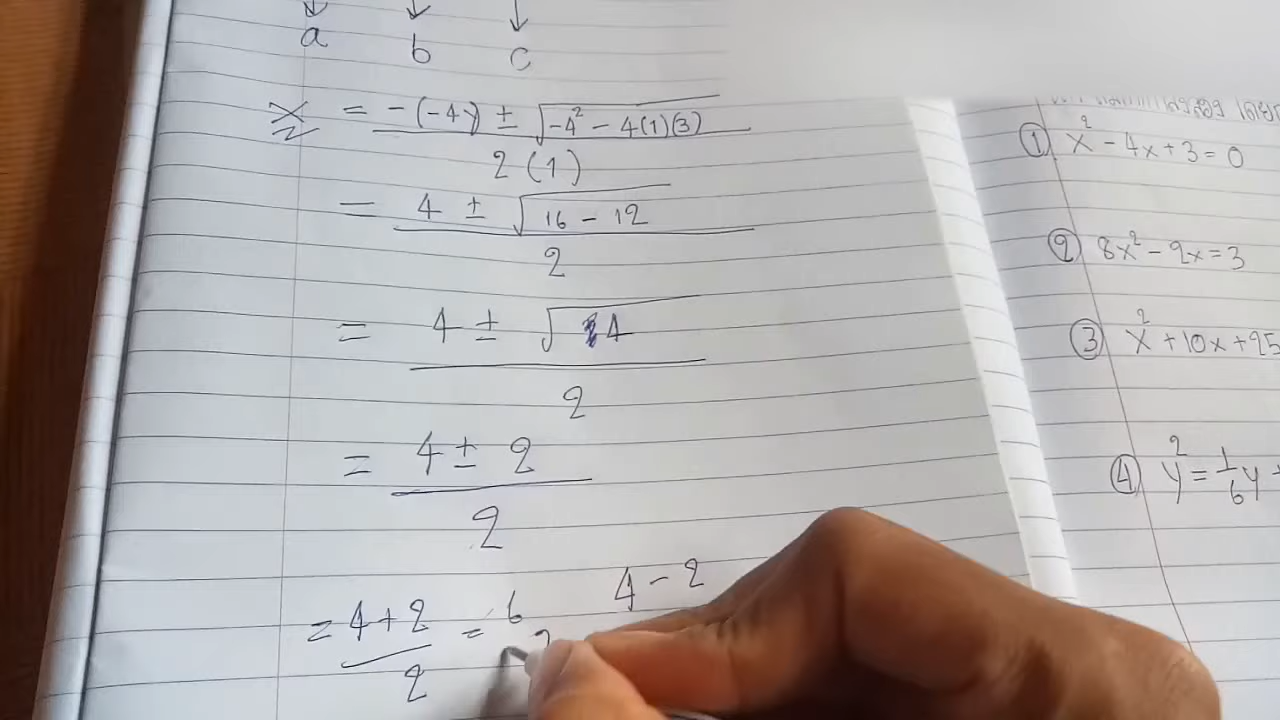 a b c
x = -(-4) ± √-4² - 4(1)(3)
2 (1)
= 4 ± √16 - 12
2
= 4 ± √4
2
= 4 ± 2
2
= 4+2 = 6 4-2
2
① x² - 4x + 3 = 0
② 8x² - 2x = 3
③ x² + 10x + 25
④ y² = 1/6 y +